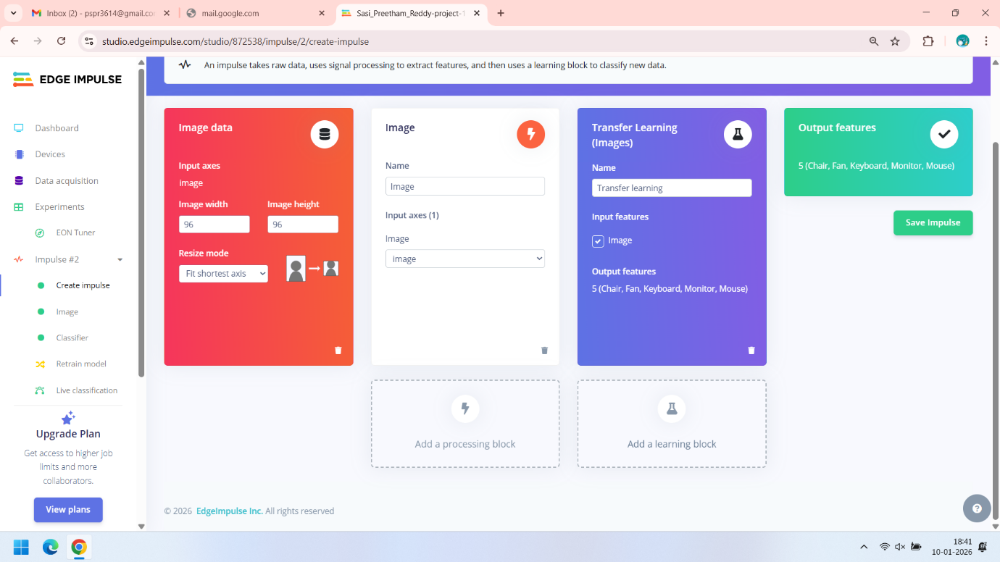 Inbox (2) - pspr3614@gmail.co
mail.google.com
Sasi_Preetham_Reddy-project-1
studio.edgeimpulse.com/studio/872538/impulse/2/create-impulse
EDGE IMPULSE
Dashboard
Devices
Data acquisition
Experiments
EON Tuner
Impulse #2
Create impulse
Image
Classifier
Retrain model
Live classification
Upgrade Plan
Get access to higher job
limits and more
collaborators.
View plans
An impulse takes raw data, uses signal processing to extract features, and then uses a learning block to classify new data.
Image data
Input axes
image
Image width
Image height
96
96
Resize mode
Fit shortest axis
Image
Name
Image
Input axes (1)
Image
image
Add a processing block
Transfer Learning
(Images)
Name
Transfer learning
Input features
Image
Output features
5 (Chair, Fan, Keyboard, Monitor, Mouse)
Add a learning block
Output features
5 (Chair, Fan, Keyboard, Monitor, Mouse)
Save Impulse
© 2026 EdgeImpulse Inc. All rights reserved
18:41
10-01-2026